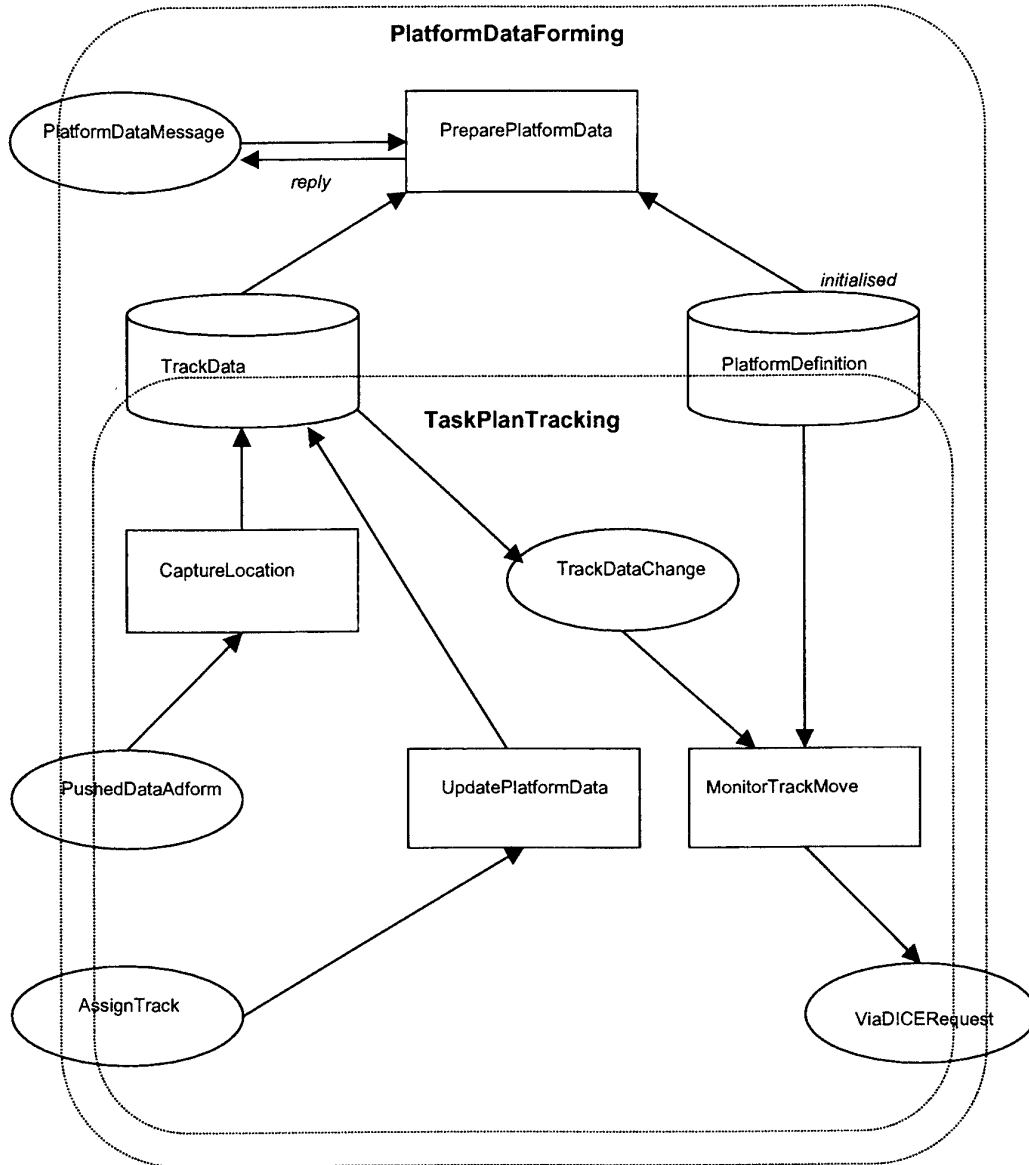 PlatformDataForming
PlatformDataMessage
PreparePlatformData
reply
initialised
TrackData
PlatformDefinition
TaskPlanTracking
CaptureLocation
TrackDataChange
PushedDataAdform
UpdatePlatformData
MonitorTrackMove
AssignTrack
ViaDICERequest